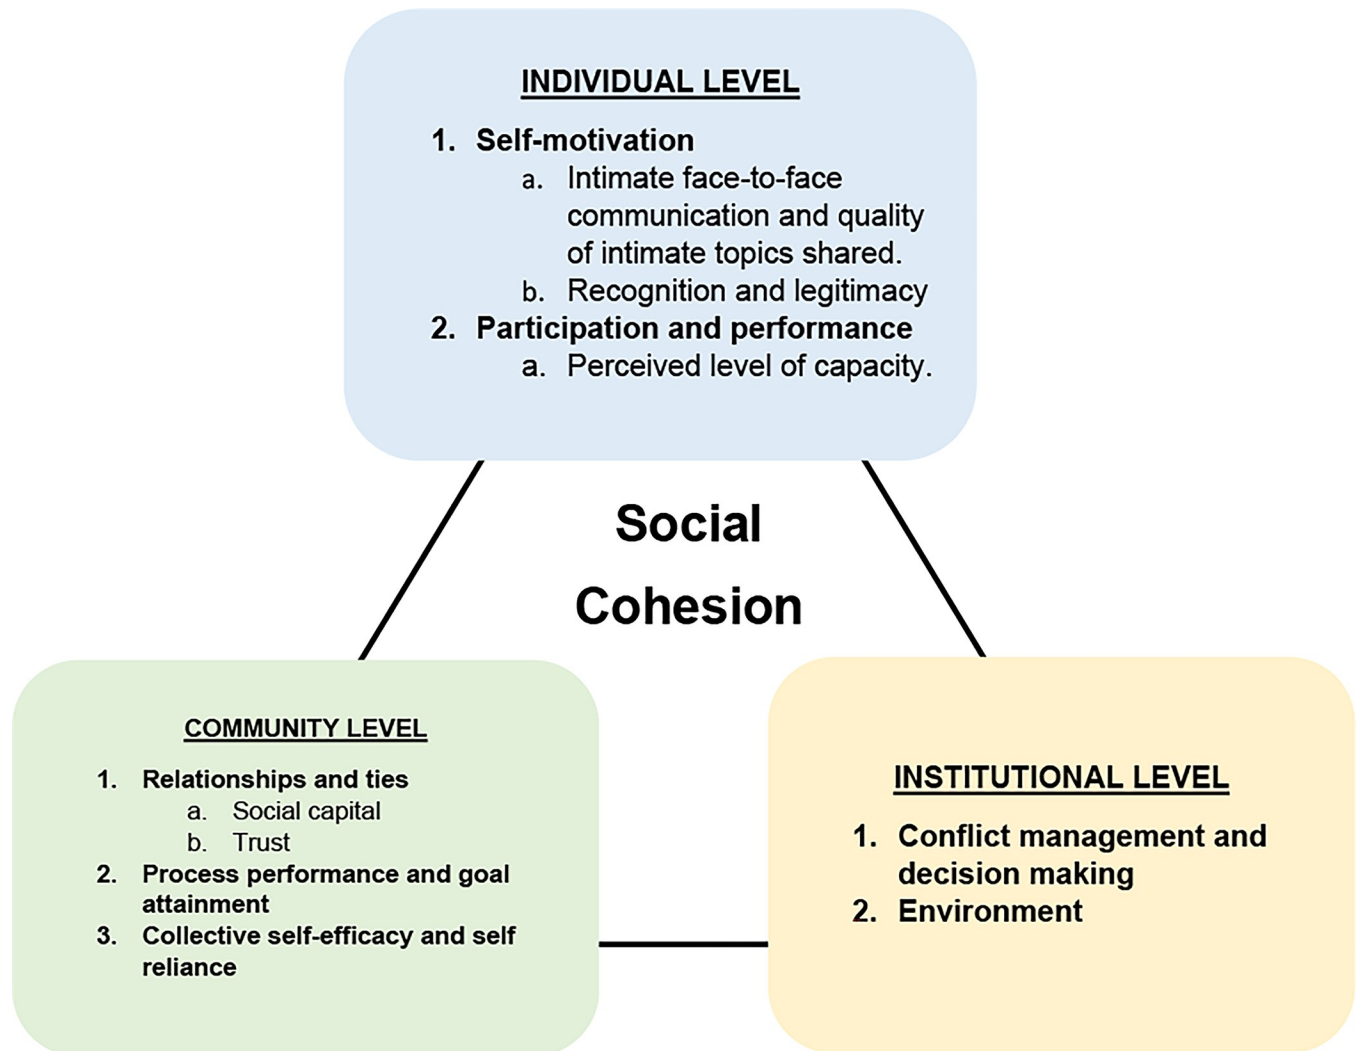 INDIVIDUAL LEVEL
1. Self-motivation
a. Intimate face-to-face
communication and quality
of intimate topics shared.
b. Recognition and legitimacy
2. Participation and performance
a. Perceived level of capacity.
Social
Cohesion
COMMUNITY LEVEL
1. Relationships and ties
a. Social capital
b. Trust
2. Process performance and goal
attainment
3. Collective self-efficacy and self
reliance
INSTITUTIONAL LEVEL
1. Conflict management and
decision making
2. Environment